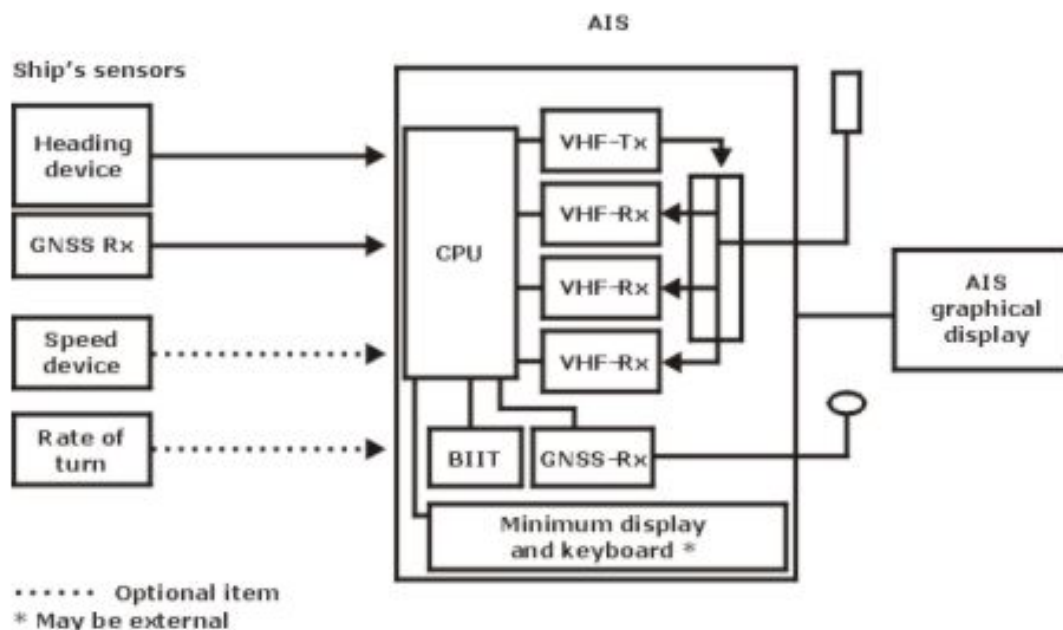 AIS
Ship's sensors
Heading
device
GNSS Rx
Speed
device
Rate of
turn
CPU
VHF-Tx
VHF-Rx
VHF-Rx
VHF-Rx
BIIT
GNSS-Rx
Minimum display
and keyboard *
AIS
graphical
display
...... Optional item
* May be external